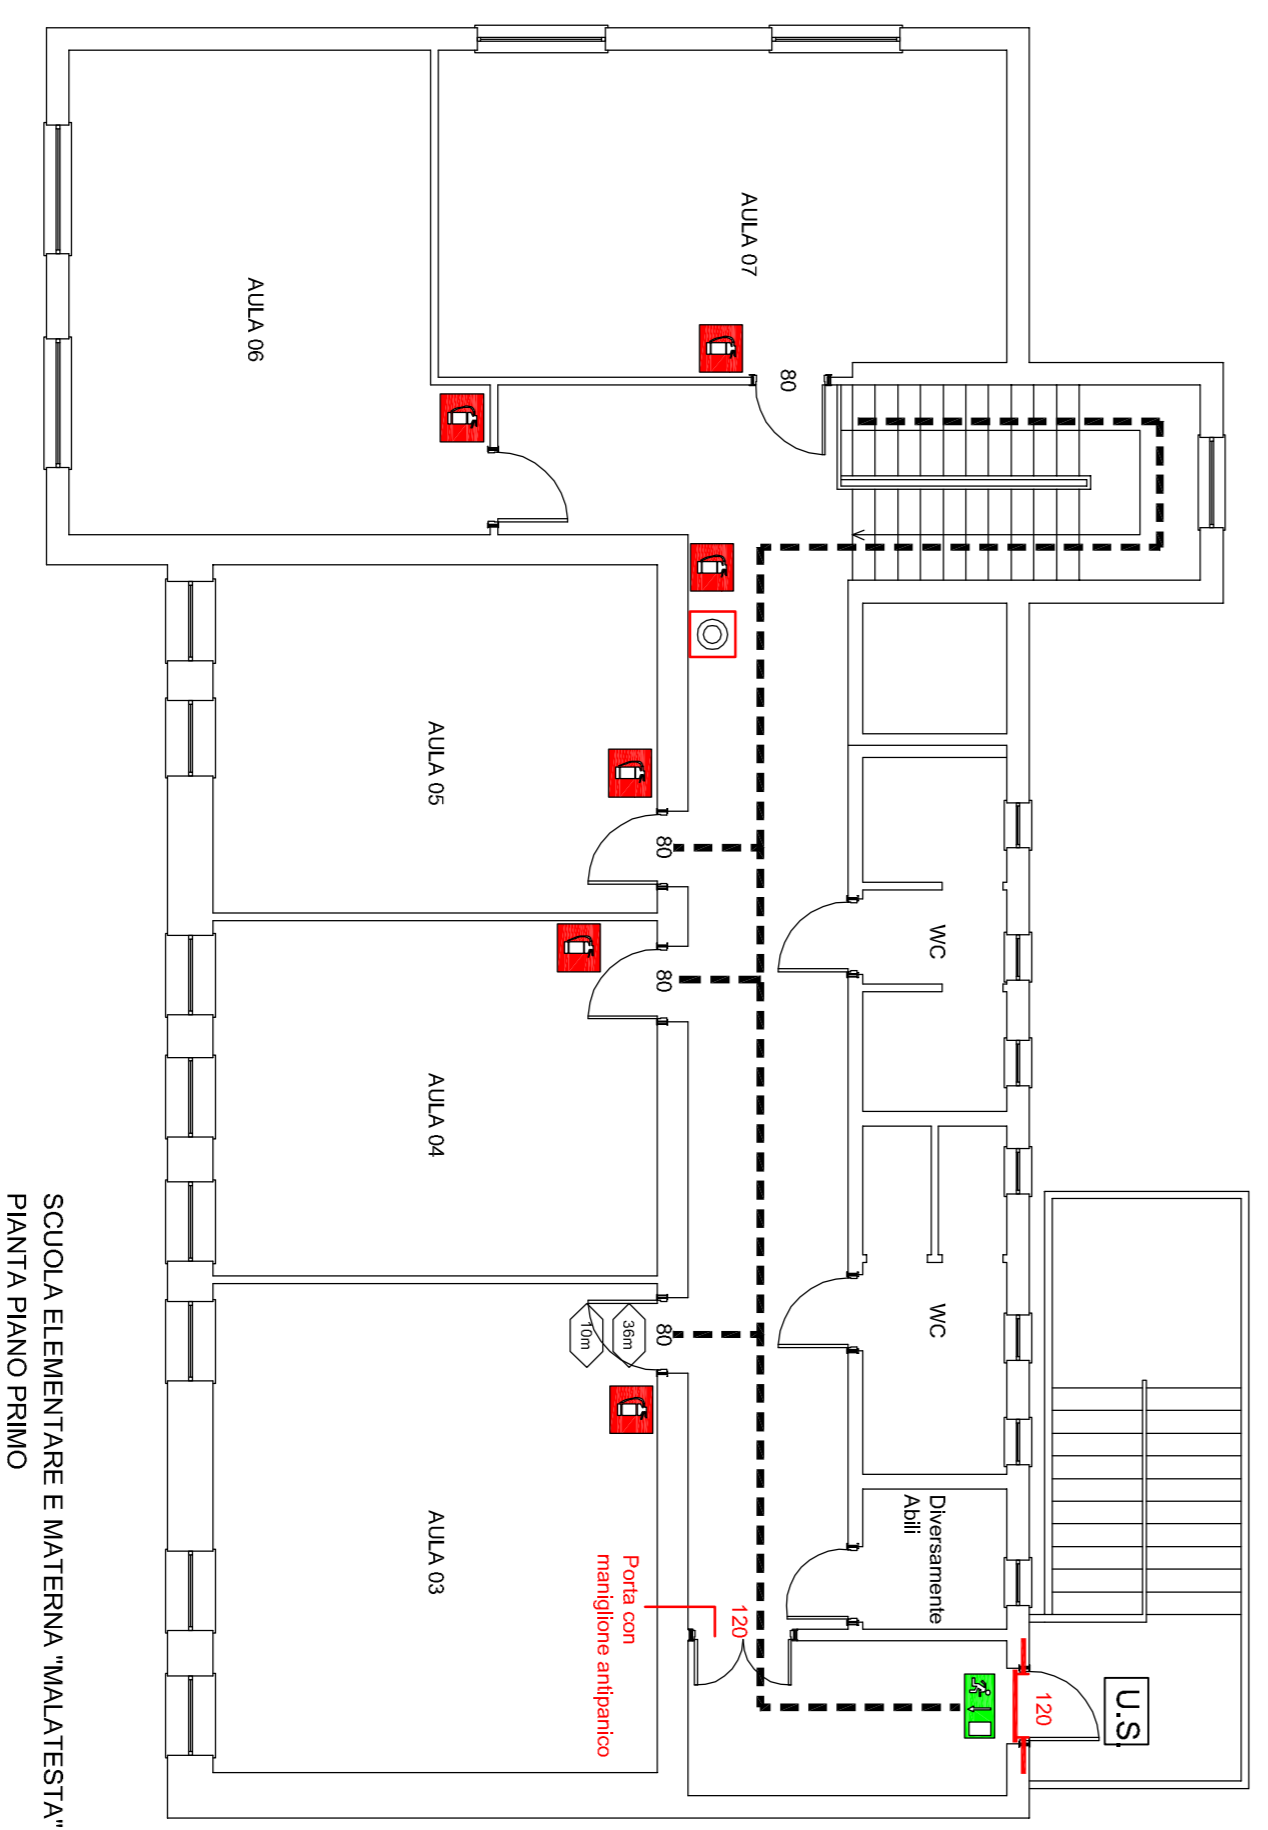 SCUOLA ELEMENTARE E MATERNA "MALATESTA"
PIANTA PIANO PRIMO
AULA 07
80
AULA 06
AULA 05
80
WC
80
AULA 04
WC
80
36m
10m
AULA 03
Diversamente
Abili
Porta con
maniglione antipanico
120
120
U.S.